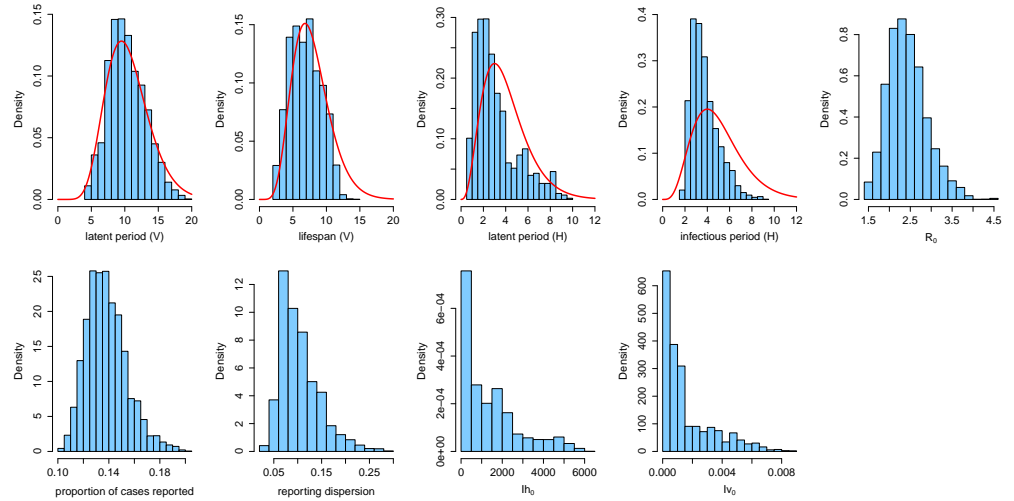 Density
0.00 0.05 0.10 0.15
0 5 10 15 20
latent period (V)
Density
0.00 0.05 0.10 0.15
0 5 10 15 20
lifespan (V)
Density
0.00 0.10 0.20 0.30
0 2 4 6 8 10 12
latent period (H)
Density
0.0 0.1 0.2 0.3 0.4
0 2 4 6 8 10 12
infectious period (H)
Density
0.0 0.2 0.4 0.6 0.8
1.5 2.5 3.5 4.5
R₀
Density
0 5 10 15 20 25
0.10 0.14 0.18
proportion of cases reported
Density
0 2 4 6 8 10 12
0.05 0.15 0.25
reporting dispersion
Density
0e+00 2e−04 4e−04 6e−04
0 2000 4000 6000
Ih₀
Density
0 100 200 300 400 500 600
0.000 0.004 0.008
Iv₀